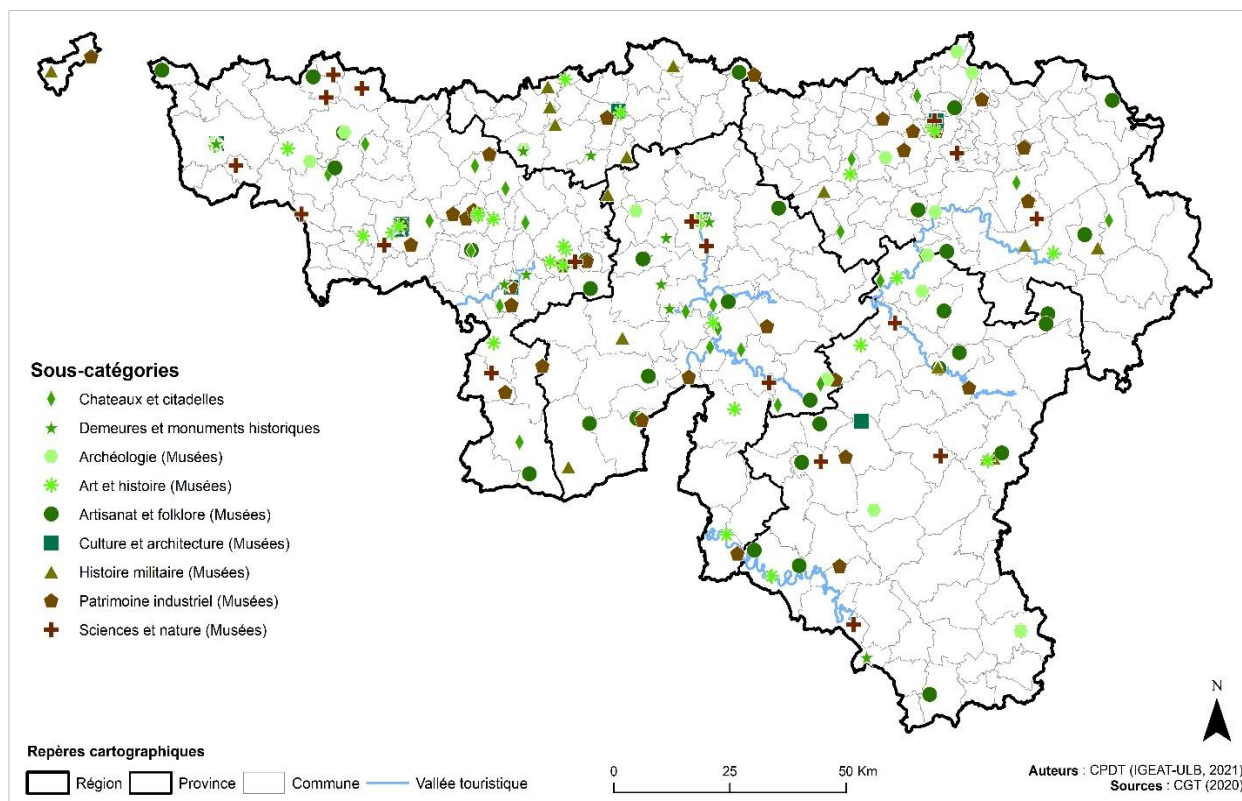 Sous-catégories
Chateaux et citadelles
Demeures et monuments historiques
Archéologie (Musées)
Art et histoire (Musées)
Artisanat et folklore (Musées)
Culture et architecture (Musées)
Histoire militaire (Musées)
Patrimoine industriel (Musées)
Sciences et nature (Musées)
N
Repères cartographiques
Région Province Commune Vallée touristique
0 25 50 Km
Auteurs : CPDT (IGEAT-ULB, 2021)
Sources : CGT (2020)